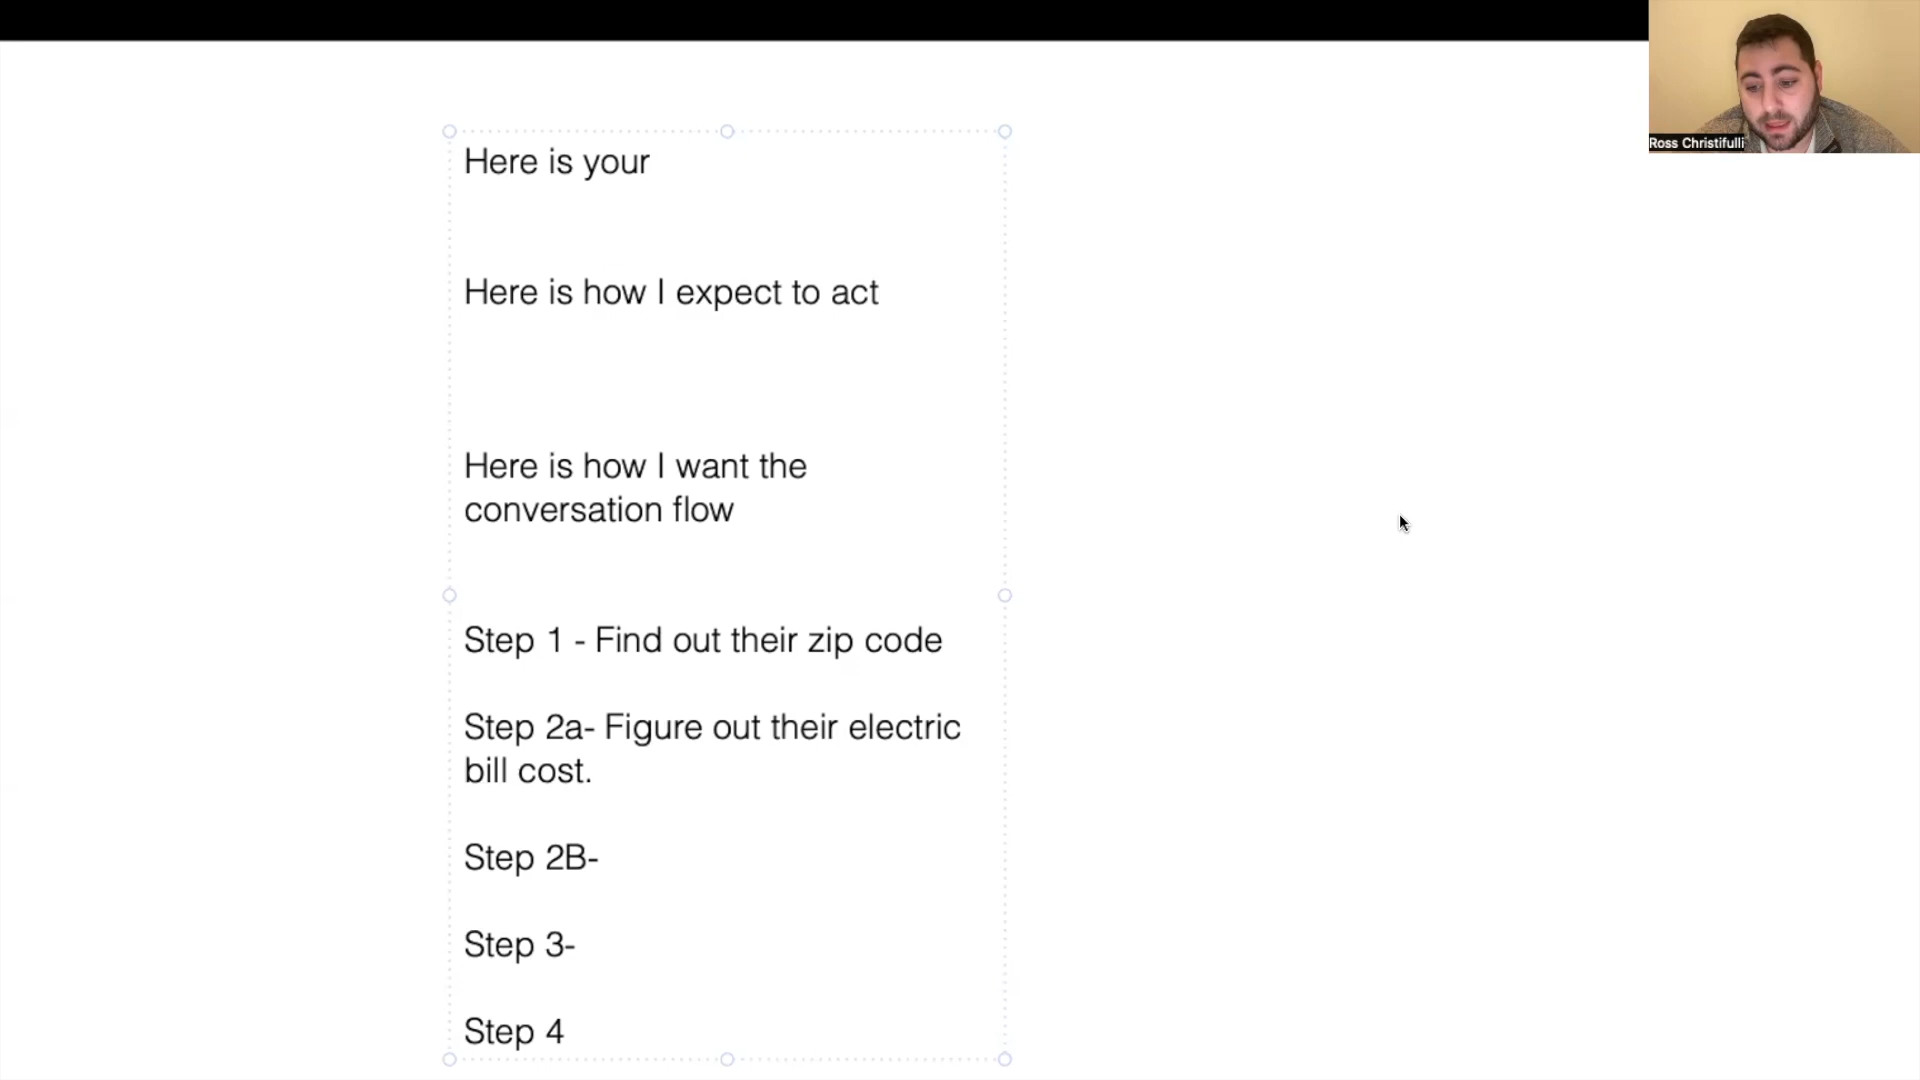 Ross Christifulli
Here is your
Here is how I expect to act
Here is how I want the
conversation flow
Step 1 - Find out their zip code
Step 2a- Figure out their electric
bill cost.
Step 2B-
Step 3-
Step 4